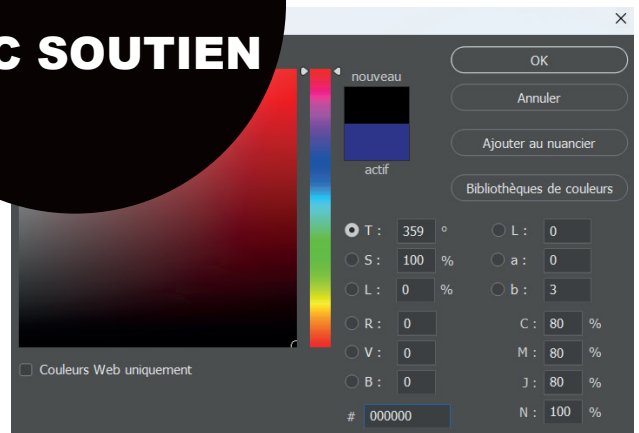 C SOUTIEN
nouveau
actif
OK
Annuler
Ajouter au nuancier
Bibliothèques de couleurs
T : 359 °
L : 0
S : 100 %
a : 0
L : 0 %
b : 3
R : 0
C : 80 %
V : 0
M : 80 %
B : 0
J : 80 %
# 000000
N : 100 %
Couleurs Web uniquement